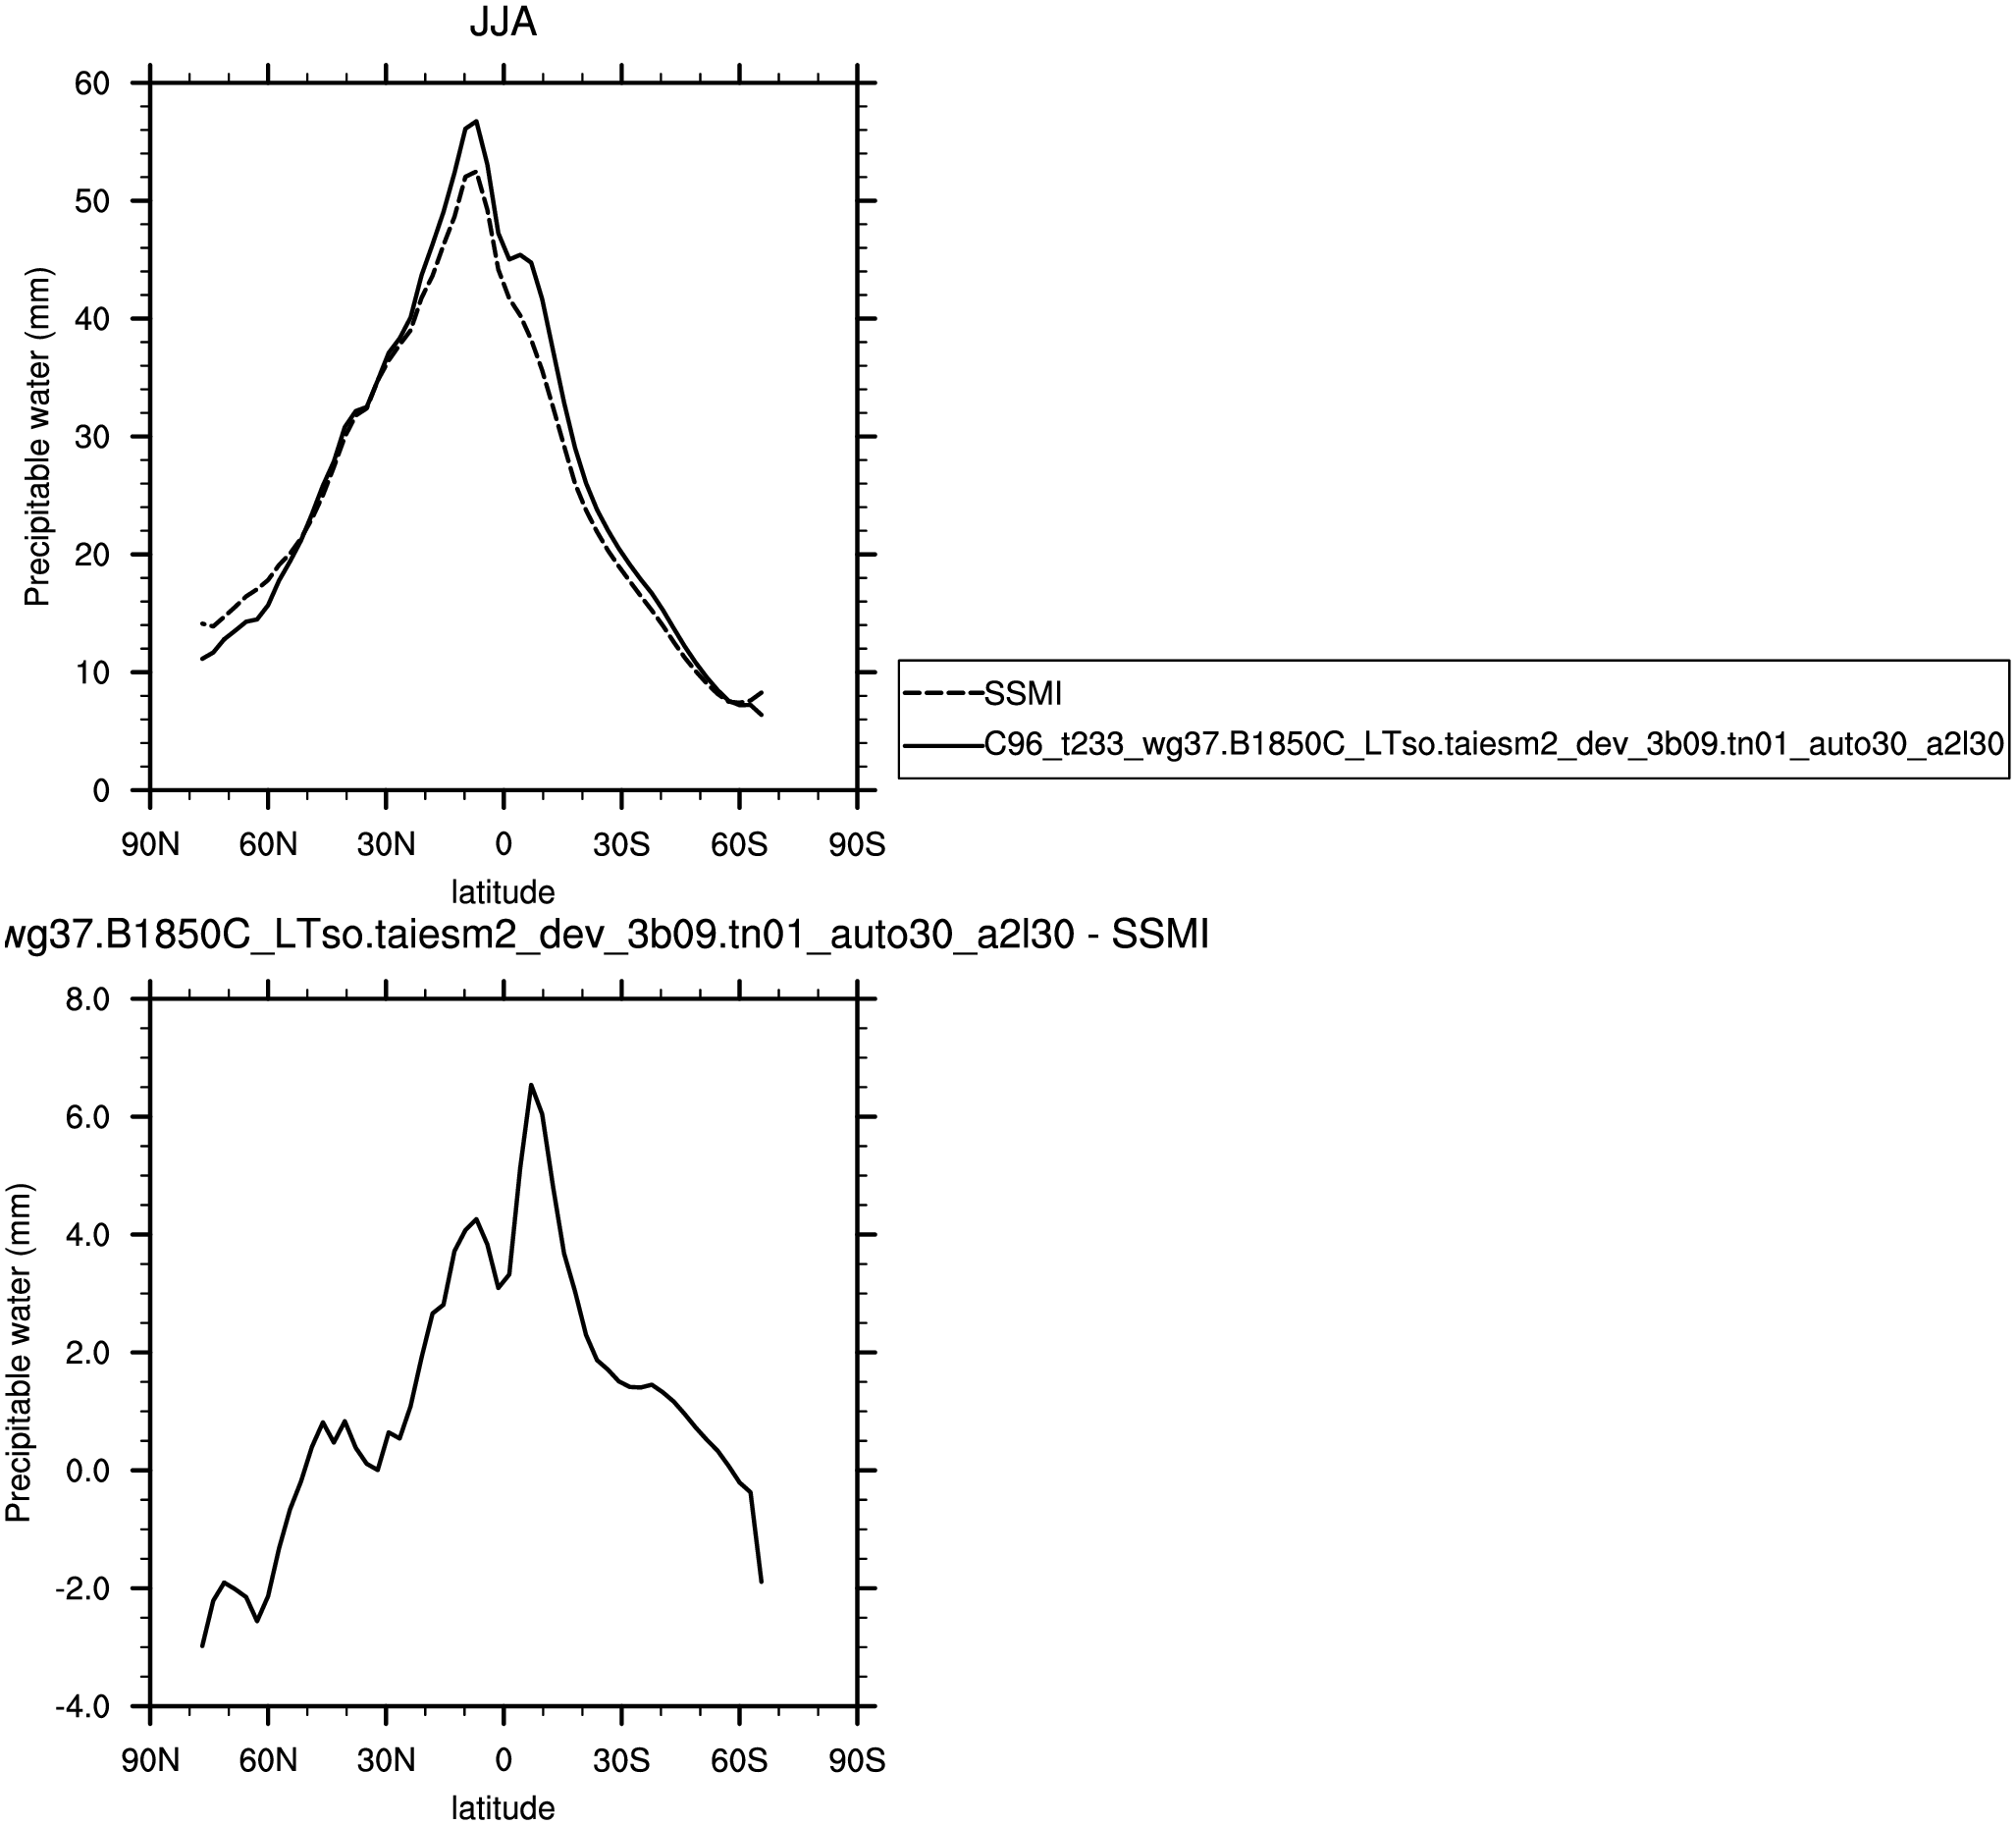 JJA
60
50
40
30
20
10
0
Precipitable water (mm)
90N 60N 30N 0 30S 60S 90S
latitude
SSMI
C96_t233_wg37.B1850C_LTso.taiesm2_dev_3b09.tn01_auto30_a2l30
wg37.B1850C_LTso.taiesm2_dev_3b09.tn01_auto30_a2l30 - SSMI
8.0
6.0
4.0
2.0
0.0
-2.0
-4.0
Precipitable water (mm)
90N 60N 30N 0 30S 60S 90S
latitude